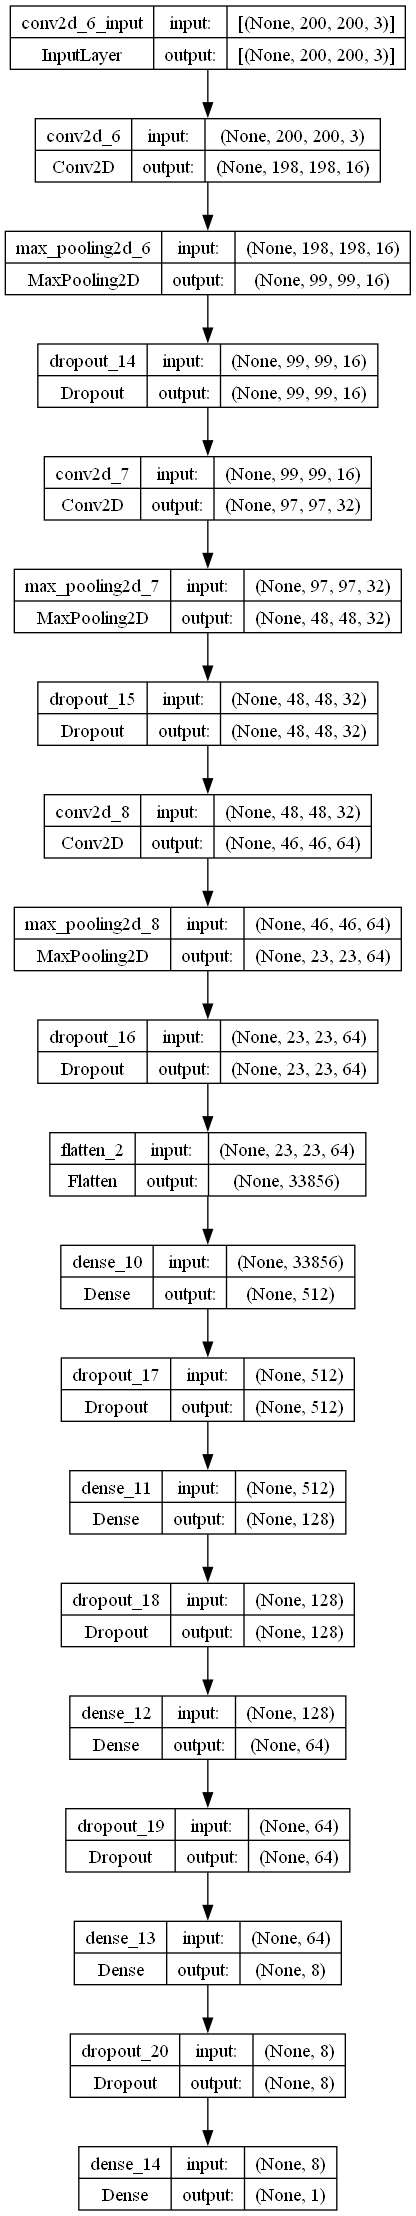 conv2d_6_input input: [(None, 200, 200, 3)]
InputLayer output: [(None, 200, 200, 3)]
conv2d_6 input: (None, 200, 200, 3)
Conv2D output: (None, 198, 198, 16)
max_pooling2d_6 input: (None, 198, 198, 16)
MaxPooling2D output: (None, 99, 99, 16)
dropout_14 input: (None, 99, 99, 16)
Dropout output: (None, 99, 99, 16)
conv2d_7 input: (None, 99, 99, 16)
Conv2D output: (None, 97, 97, 32)
max_pooling2d_7 input: (None, 97, 97, 32)
MaxPooling2D output: (None, 48, 48, 32)
dropout_15 input: (None, 48, 48, 32)
Dropout output: (None, 48, 48, 32)
conv2d_8 input: (None, 48, 48, 32)
Conv2D output: (None, 46, 46, 64)
max_pooling2d_8 input: (None, 46, 46, 64)
MaxPooling2D output: (None, 23, 23, 64)
dropout_16 input: (None, 23, 23, 64)
Dropout output: (None, 23, 23, 64)
flatten_2 input: (None, 23, 23, 64)
Flatten output: (None, 33856)
dense_10 input: (None, 33856)
Dense output: (None, 512)
dropout_17 input: (None, 512)
Dropout output: (None, 512)
dense_11 input: (None, 512)
Dense output: (None, 128)
dropout_18 input: (None, 128)
Dropout output: (None, 128)
dense_12 input: (None, 128)
Dense output: (None, 64)
dropout_19 input: (None, 64)
Dropout output: (None, 64)
dense_13 input: (None, 64)
Dense output: (None, 8)
dropout_20 input: (None, 8)
Dropout output: (None, 8)
dense_14 input: (None, 8)
Dense output: (None, 1)